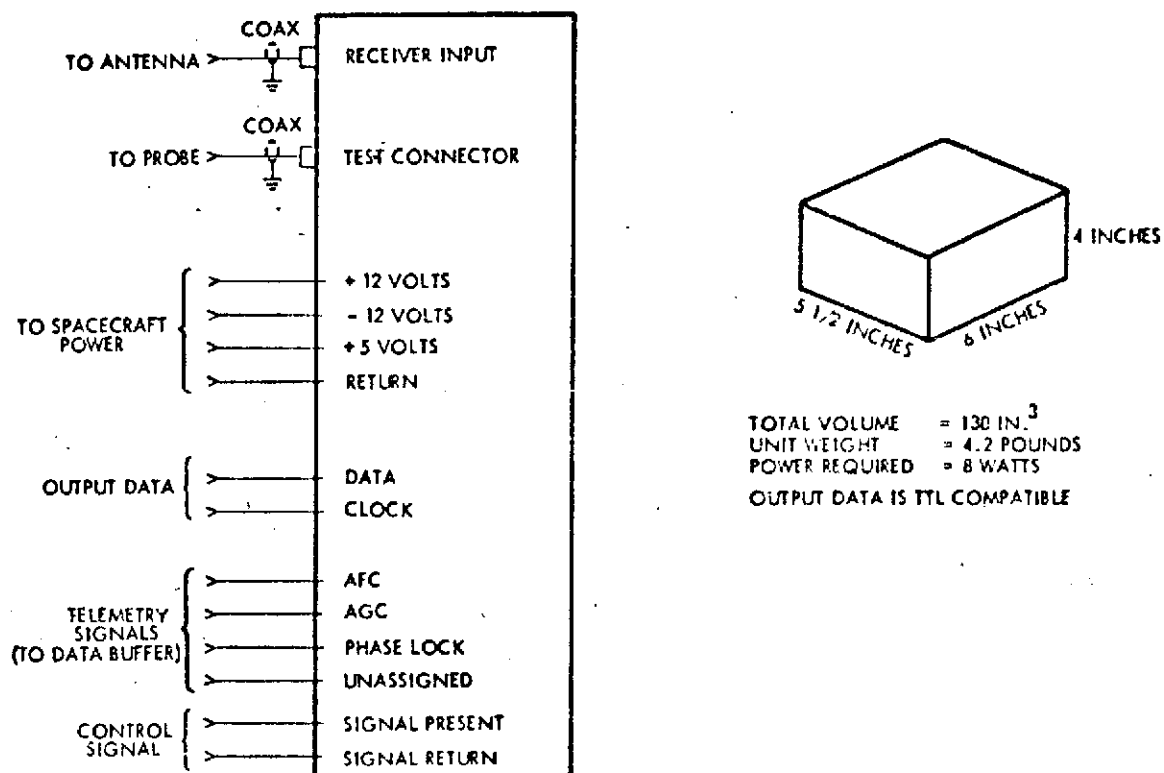 COAX
TO ANTENNA
RECEIVER INPUT
COAX
TO PROBE
TEST CONNECTOR
TO SPACECRAFT
POWER
+ 12 VOLTS
- 12 VOLTS
+ 5 VOLTS
RETURN
OUTPUT DATA
DATA
CLOCK
TELEMETRY
SIGNALS
(TO DATA BUFFER)
AFC
AGC
PHASE LOCK
UNASSIGNED
CONTROL
SIGNAL
SIGNAL PRESENT
SIGNAL RETURN
4 INCHES
5 1/2 INCHES
6 INCHES
TOTAL VOLUME = 130 IN.³
UNIT WEIGHT = 4.2 POUNDS
POWER REQUIRED = 8 WATTS
OUTPUT DATA IS TTL COMPATIBLE